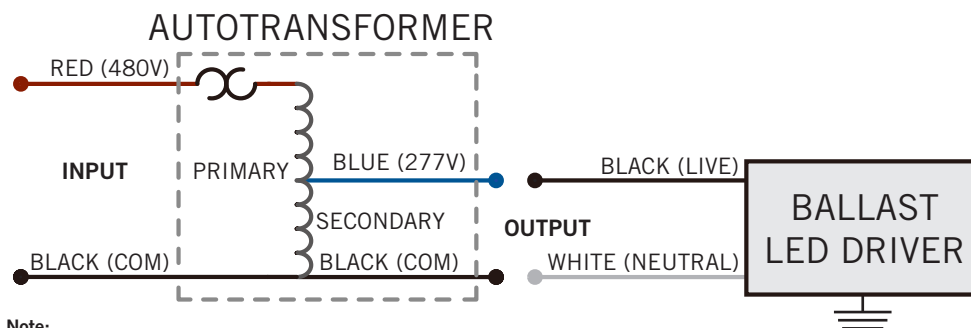 AUTOTRANSFORMER
RED (480V)
INPUT
PRIMARY
BLUE (277V)
BLACK (LIVE)
SECONDARY
OUTPUT
BALLAST
LED DRIVER
BLACK (COM)
BLACK (COM)
WHITE (NEUTRAL)
Note: